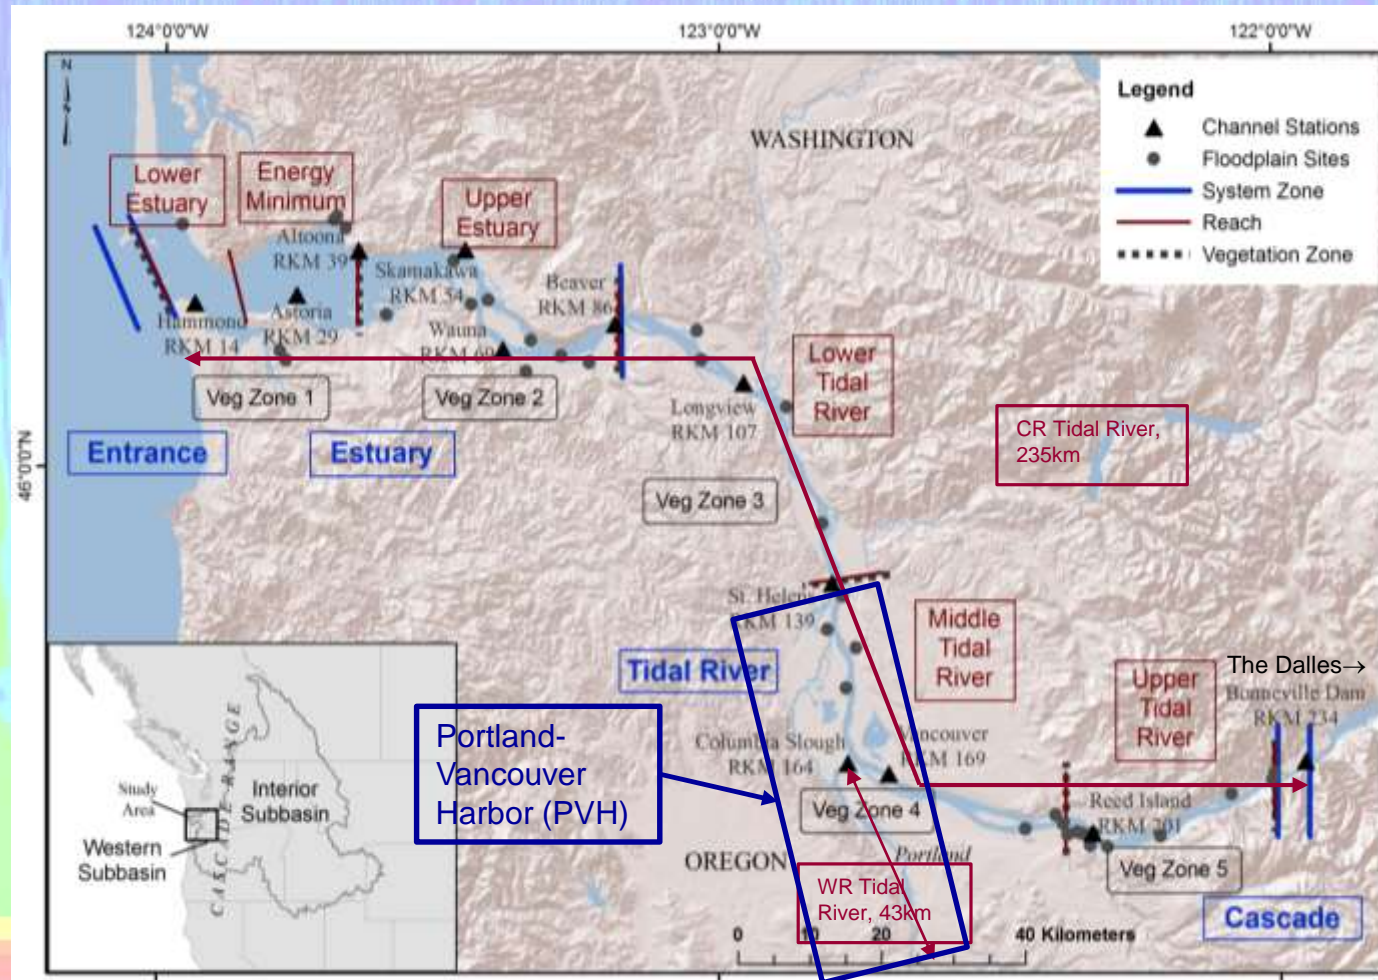 124°0'0"W
123°0'0"W
122°0'0"W
N
Legend
Channel Stations
Floodplain Sites
System Zone
Reach
Vegetation Zone
WASHINGTON
Lower
Estuary
Energy
Minimum
Upper
Estuary
Altoona
RKM 39
Skamakawa
RKM 54
Beaver
RKM 86
Hammond
RKM 14
Astoria
RKM 29
Wauna
RKM 69
Lower
Tidal
River
Veg Zone 1
Veg Zone 2
Longview
RKM 107
CR Tidal River,
235km
46°0'0"N
Entrance
Estuary
Veg Zone 3
St. Helens
RKM 139
Middle
Tidal
River
Tidal River
The Dalles→
Bonneville Dam
RKM 234
Upper
Tidal
River
Portland-
Vancouver
Harbor (PVH)
Columbia Slough
RKM 164
Vancouver
RKM 169
Veg Zone 4
Reed Island
RKM 201
Veg Zone 5
OREGON
Portland
WR Tidal
River, 43km
Cascade
0 10 20 40 Kilometers
Study
Area
Interior
Subbasin
Western
Subbasin
CASCADE RANGE